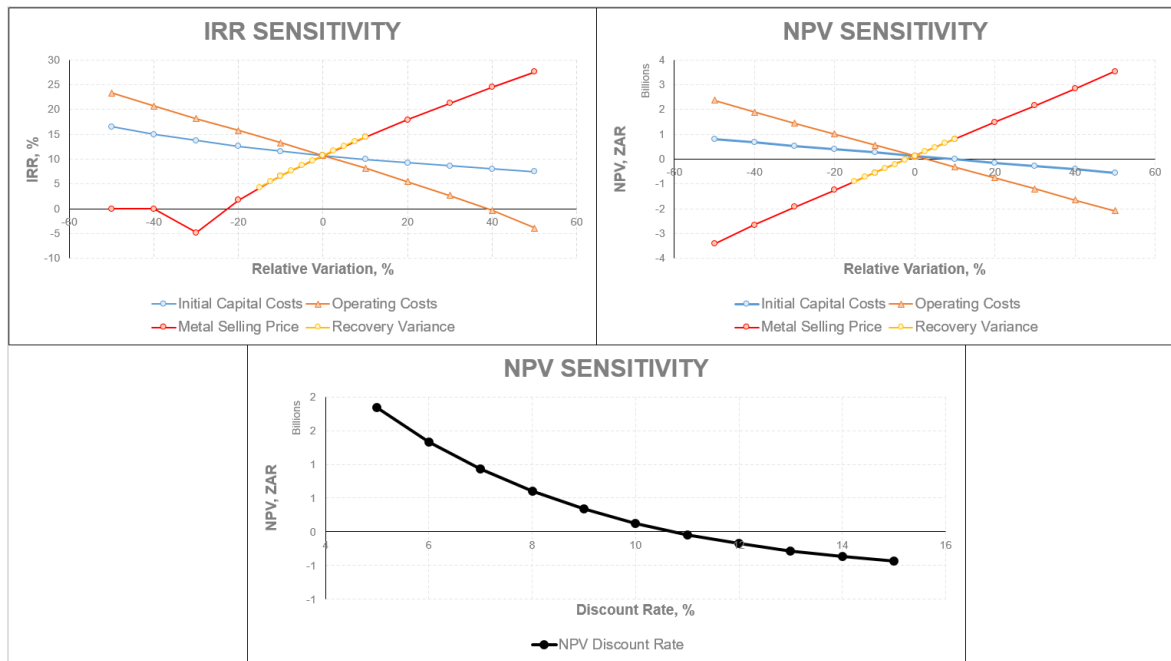 IRR SENSITIVITY
30
25
20
15
10
5
0
-5
-10
IRR, %
-60
-40
-20
0
20
40
60
Relative Variation, %
Initial Capital Costs
Operating Costs
Metal Selling Price
Recovery Variance
NPV SENSITIVITY
Billions
NPV, ZAR
4
3
2
1
0
-1
-2
-3
-4
-60
-40
-20
0
20
40
60
Relative Variation, %
Initial Capital Costs
Operating Costs
Metal Selling Price
Recovery Variance
NPV SENSITIVITY
Billions
NPV, ZAR
2
2
1
1
0
-1
-1
4
6
8
10
12
14
16
Discount Rate, %
NPV Discount Rate